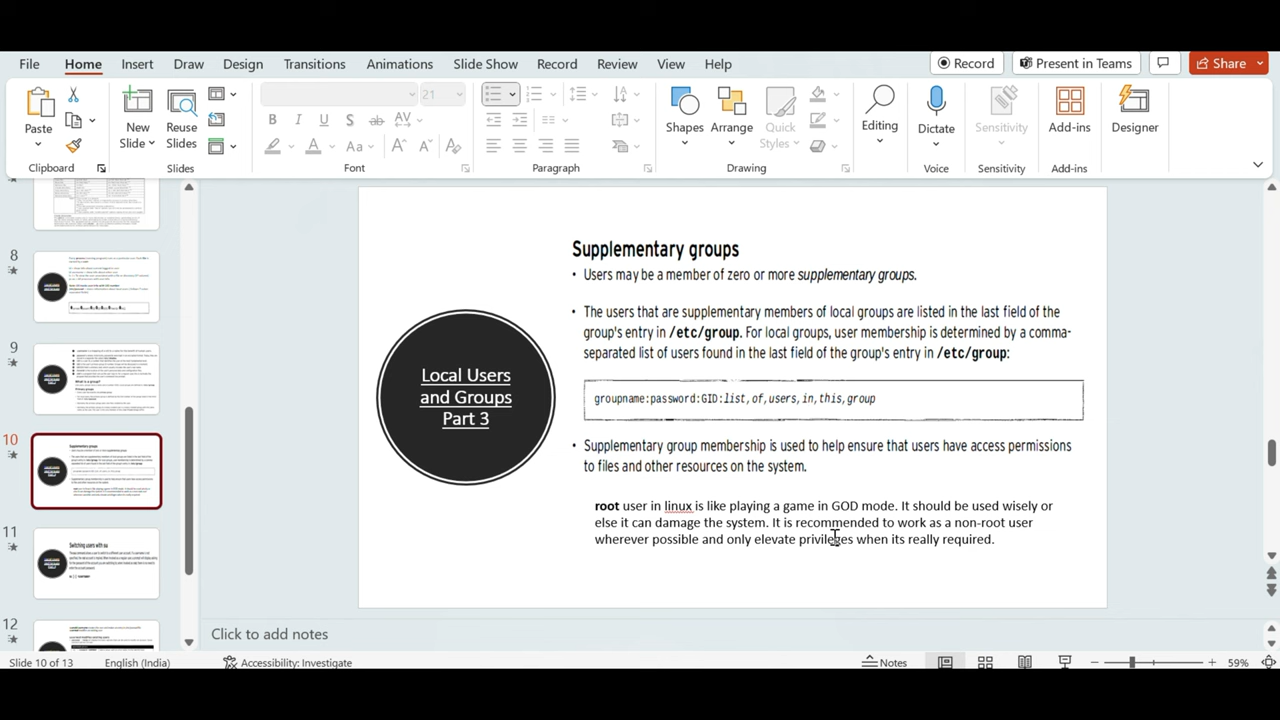 File Home Insert Draw Design Transitions Animations Slide Show Record Review View Help Record Present in Teams Share
21
Paste New Slide Reuse Slides B I U S ab AV Aa A A Shapes Arrange Quick Styles Editing Dictate Sensitivity Add-ins Designer
Clipboard Slides Font Paragraph Drawing Voice Sensitivity Add-ins
8
9
10
11
12
Switching users with su
Local Users
and Groups
Part 3
Supplementary groups
• Users may be a member of zero or more supplementary groups.
• The users that are supplementary members of local groups are listed in the last field of the
group's entry in /etc/group. For local groups, user membership is determined by a comma-
separated list of users found in the last field of the group's entry in /etc/group:
groupname:password:GID:list,of,users,in,this,group
• Supplementary group membership is used to help ensure that users have access permissions
to files and other resources on the system.
root user in linux is like playing a game in GOD mode. It should be used wisely or
else it can damage the system. It is recommended to work as a non-root user
wherever possible and only elevate privileges when its really required.
Click to add notes
Slide 10 of 13 English (India) Accessibility: Investigate Notes 59%